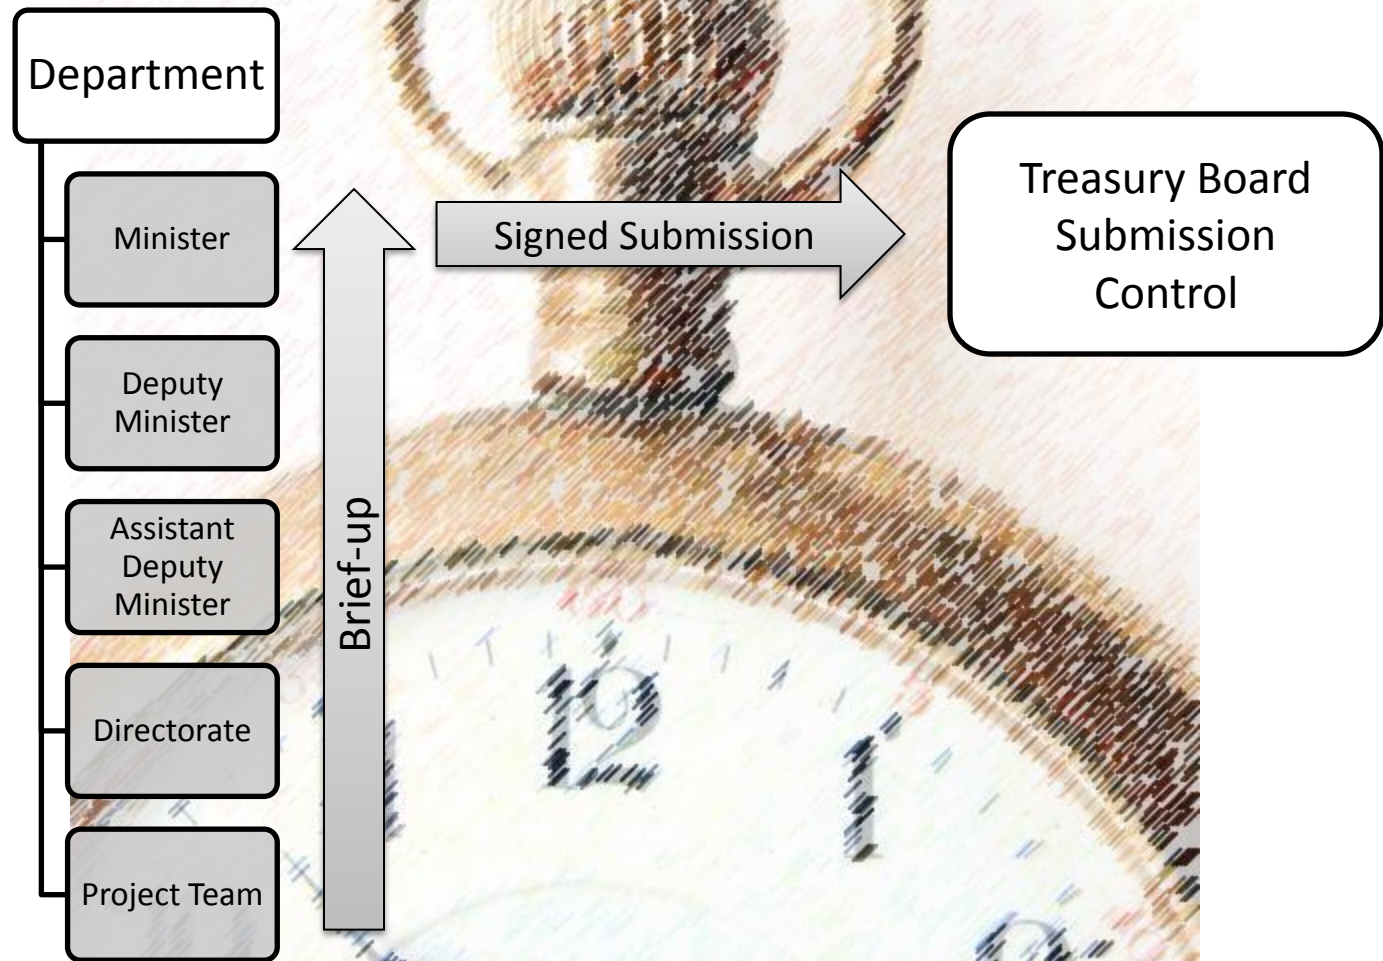 Department
Minister
Deputy
Minister
Assistant
Deputy
Minister
Directorate
Project Team
Brief-up
Signed Submission
Treasury Board
Submission
Control
12
1